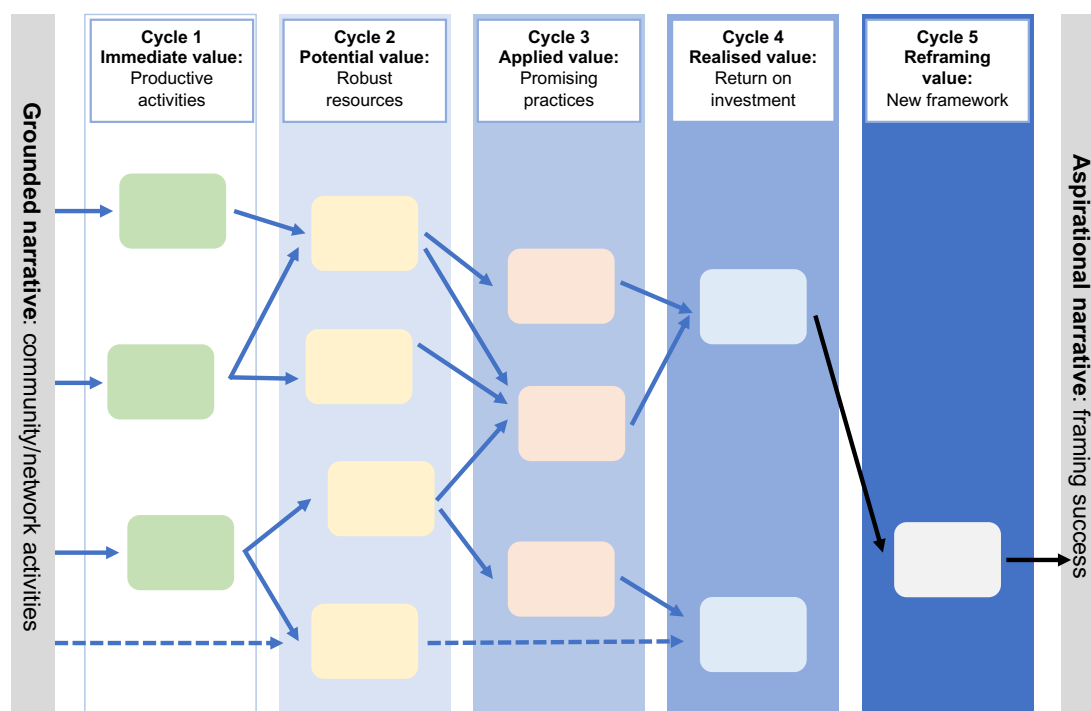 Grounded narrative: community/network activities
Cycle 1
Immediate value:
Productive
activities
Cycle 2
Potential value:
Robust
resources
Cycle 3
Applied value:
Promising
practices
Cycle 4
Realised value:
Return on
investment
Cycle 5
Reframing
value:
New framework
Aspirational narrative: framing success